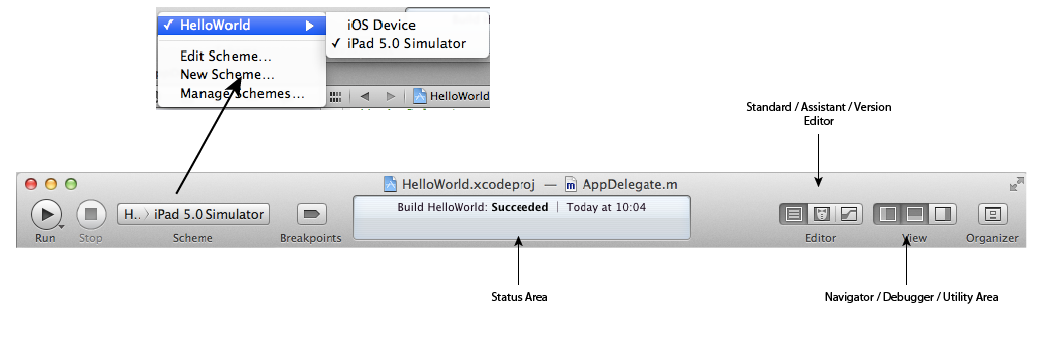 HelloWorld
iOS Device
iPad 5.0 Simulator
Edit Scheme...
New Scheme...
Manage Schemes...
HelloWorld
Standard / Assistant / Version
Editor
HelloWorld.xcodeproj — AppDelegate.m
H.. iPad 5.0 Simulator
Build HelloWorld: Succeeded | Today at 10:04
Run
Stop
Scheme
Breakpoints
Editor
View
Organizer
Status Area
Navigator / Debugger / Utility Area